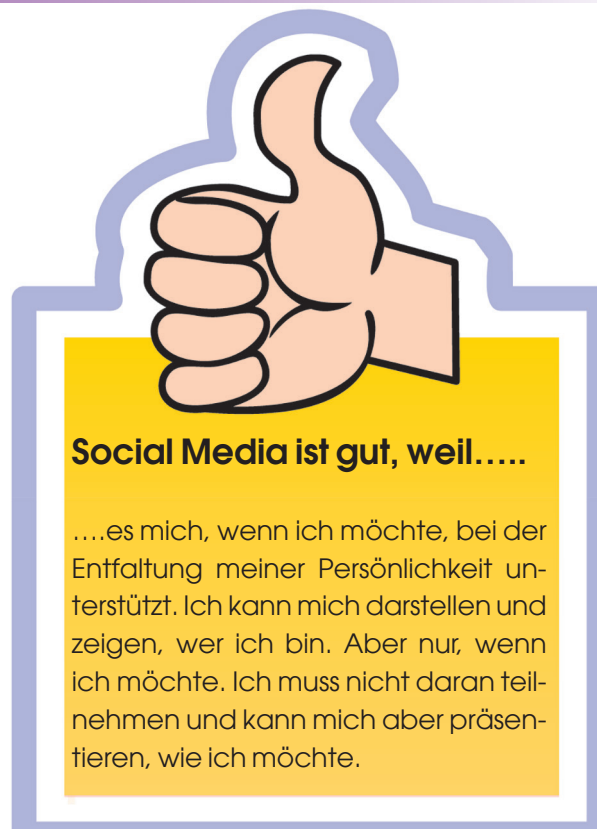 Social Media ist gut, weil.....
....es mich, wenn ich möchte, bei der
Entfaltung meiner Persönlichkeit un-
terstützt. Ich kann mich darstellen und
zeigen, wer ich bin. Aber nur, wenn
ich möchte. Ich muss nicht daran teil-
nehmen und kann mich aber präsen-
tieren, wie ich möchte.